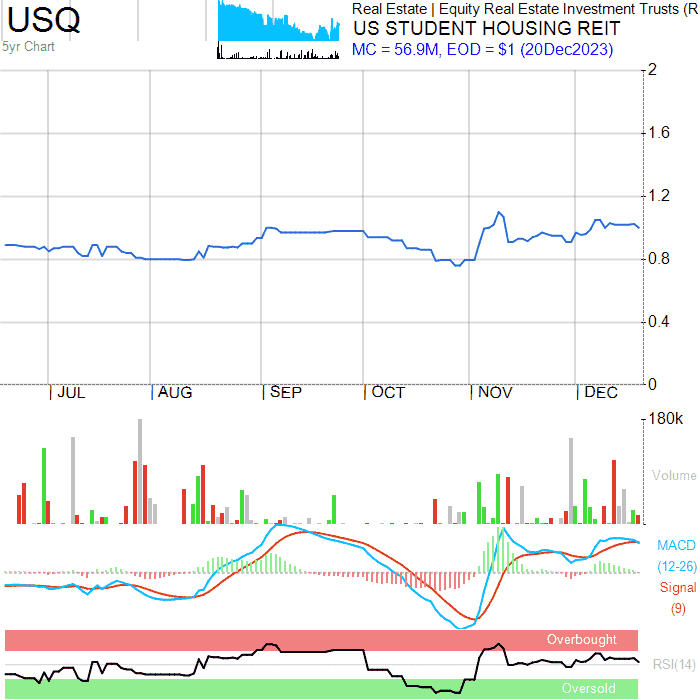 USQ
5yr Chart
Real Estate | Equity Real Estate Investment Trusts (R
US STUDENT HOUSING REIT
MC = 56.9M, EOD = $1 (20Dec2023)
2
1.6
1.2
0.8
0.4
0
JUL
AUG
SEP
OCT
NOV
DEC
180k
Volume
MACD
(12-26)
Signal
(9)
Overbought
RSI(14)
Oversold